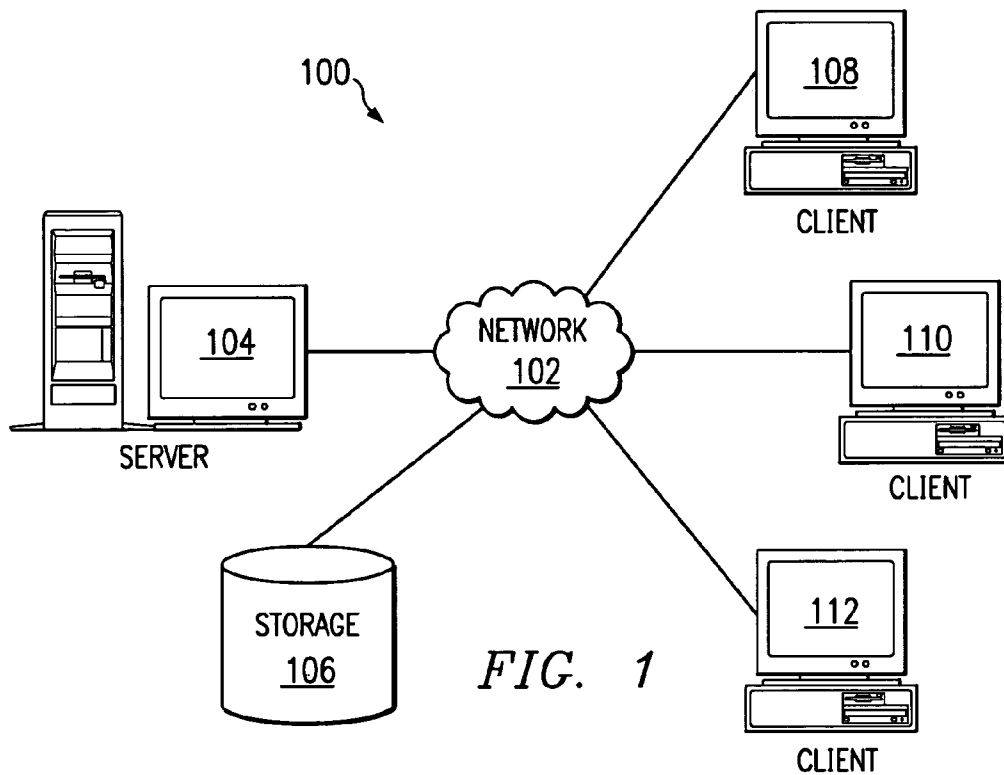 100
108
CLIENT
104
SERVER
NETWORK
102
110
CLIENT
STORAGE
106
112
CLIENT
FIG. 1